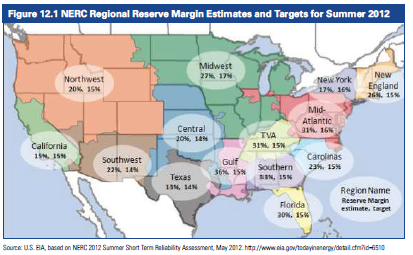 Figure 12.1 NERC Regional Reserve Margin Estimates and Targets for Summer 2012
Northwest
20%, 15%
Midwest
27%, 17%
New York
17%, 16%
New
England
26%, 15%
Mid-
Atlantic
31%, 16%
California
19%, 15%
Southwest
22%, 14%
Central
20%, 14%
TVA
31%, 15%
Carolinas
23%, 15%
Texas
13%, 14%
Gulf
36%, 15%
Southern
15%
Florida
30%, 15%
Region Name
Reserve Margin
estimate, target
Source: U.S. EIA, based on NERC 2012 Summer Short Term Reliability Assessment, May 2012. http://www.eia.gov/todayinenergy/detail.cfm?id=6510